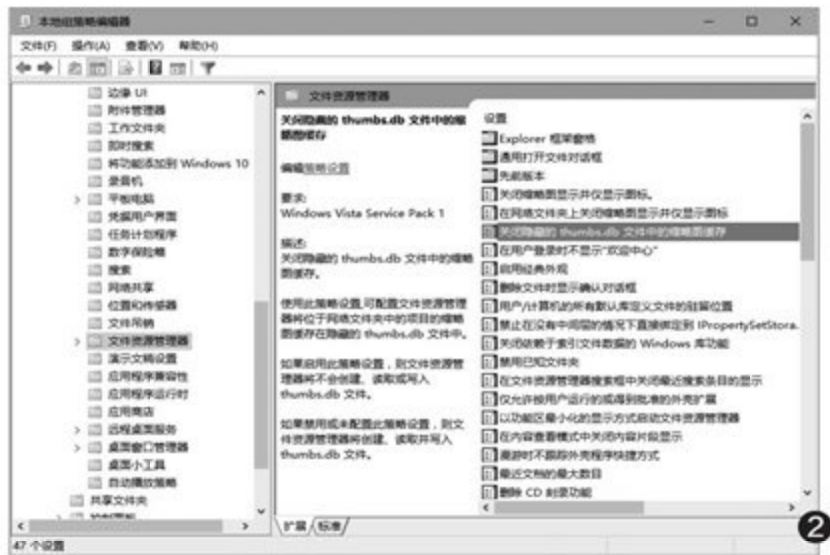 本地组策略编辑器
文件(F) 操作(A) 查看(V) 帮助(H)
边缘 UI
附件管理器
工作文件夹
即时搜索
将功能添加到 Windows 10
录音机
平板电脑
凭据用户界面
任务计划程序
数字保险箱
搜索
网络共享
位置和传感器
文件吊销
文件资源管理器
演示文稿设置
应用程序兼容性
应用程序运行时
应用商店
远程桌面服务
桌面窗口管理器
桌面小工具
自动播放策略
共享文件夹
文件资源管理器
关闭隐藏的 thumbs.db 文件中的缩
略图缓存
编辑策略设置
要求:
Windows Vista Service Pack 1
描述:
关闭隐藏的 thumbs.db 文件中的缩略
图缓存。
使用此策略设置,可配置文件资源管理
器将位于网络文件夹中的项目的缩略
图缓存在隐藏的 thumbs.db 文件中。
如果启用此策略设置，则文件资源管
理器将不会创建、读取或写入
thumbs.db 文件。
如果禁用或未配置此策略设置，则文
件资源管理器将创建、读取并写入
thumbs.db 文件。
设置
Explorer 框架窗格
通用打开文件对话框
先前版本
关闭缩略图显示并仅显示图标。
在网络文件夹上关闭缩略图显示并仅显示图标
关闭隐藏的 thumbs.db 文件中的缩略图缓存
在用户登录时不显示“欢迎中心”
启用经典外观
删除文件时显示确认对话框
用户/计算机的所有默认库定义文件的驻留位置
禁止在没有中间层的情况下直接绑定到 IPropertySetStora.
关闭依赖于索引文件数据的 Windows 库功能
禁用已知文件夹
在文件资源管理器搜索框中关闭最近搜索条目的显示
仅允许按用户运行的或得到批准的外壳扩展
以功能区最小化的显示方式启动文件资源管理器
在内容查看模式中关闭内容片段显示
漫游时不跟踪外壳程序快捷方式
最近文档的最大数目
删除 CD 刻录功能
扩展 标准
47 个设置
2